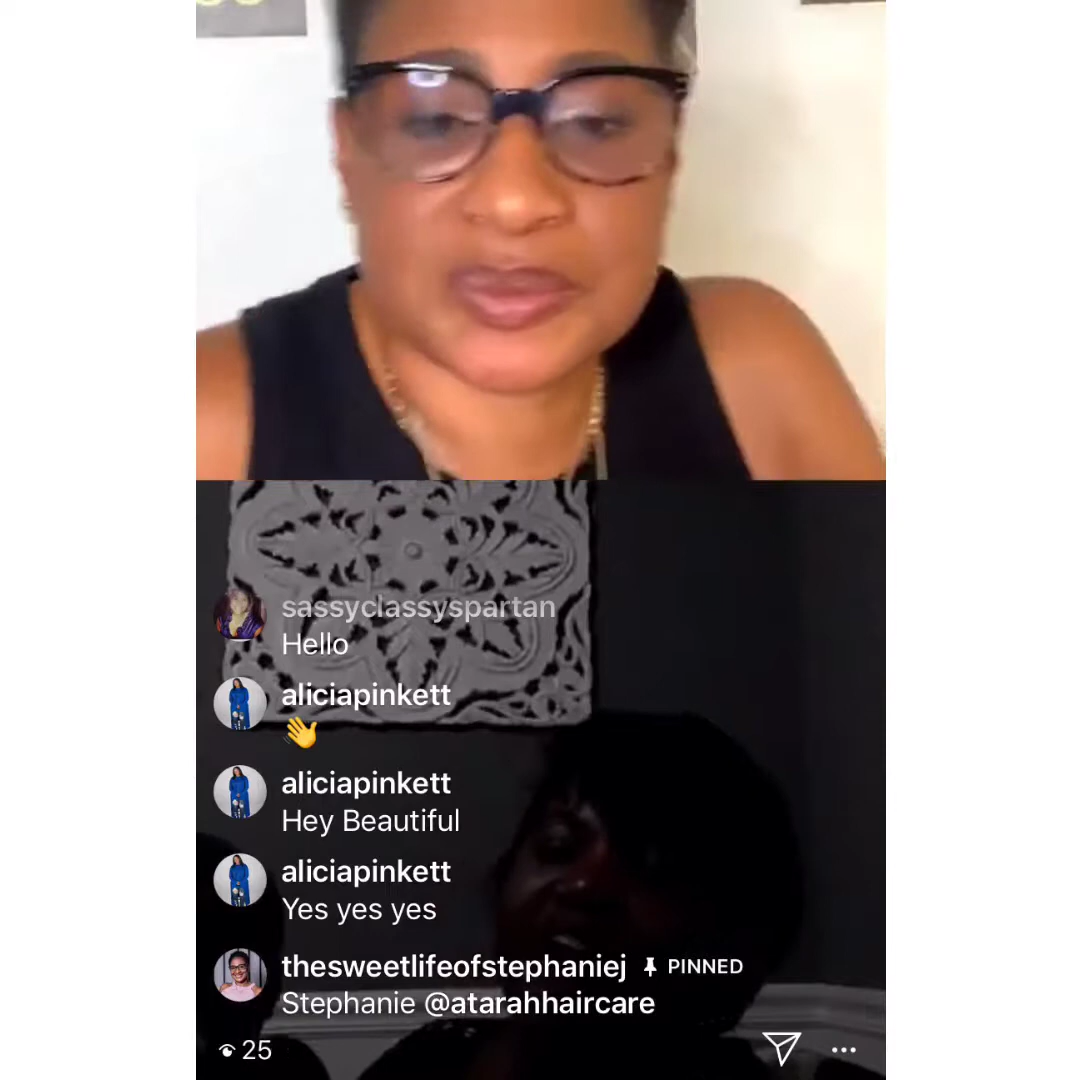 sassyclassyspartan
Hello
aliciapinkett
👋
aliciapinkett
Hey Beautiful
aliciapinkett
Yes yes yes
thesweetlifeofstephaniej PINNED
Stephanie @atarahhaircare
25